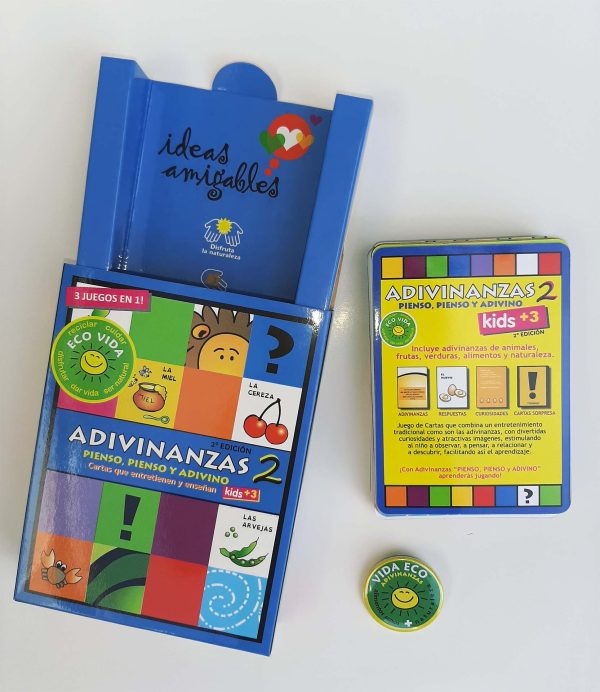 ideas
amigables
Disfruta
la naturaleza
3 JUEGOS EN 1!
reciclar cuidar
ECO VIDA
disfrutar dar vida ser natural
LA
MIEL
MIEL
?
LA
CEREZA
2ª EDICIÓN
ADIVINANZAS 2
PIENSO, PIENSO Y ADIVINO
Cartas que entretienen y enseñan
kids +3
!
LAS
ARVEJAS
ADIVINANZAS 2
PIENSO, PIENSO Y ADIVINO
kids +3
2ª EDICIÓN
ECO VIDA
Incluye adivinanzas de animales,
frutas, verduras, alimentos y naturaleza.
EL
HUEVO
!
ADIVINANZAS
RESPUESTAS
CURIOSIDADES
CARTAS SORPRESA
Juego de Cartas que combina un entretenimiento
tradicional como son las adivinanzas, con divertidas
curiosidades y atractivas imágenes, estimulando
al niño a observar, a pensar, a relacionar y
a descubrir, facilitando así el aprendizaje.
¡Con Adivinanzas "PIENSO, PIENSO Y ADIVINO"
aprenderás jugando!
?
VIDA ECO
ADIVINANZAS